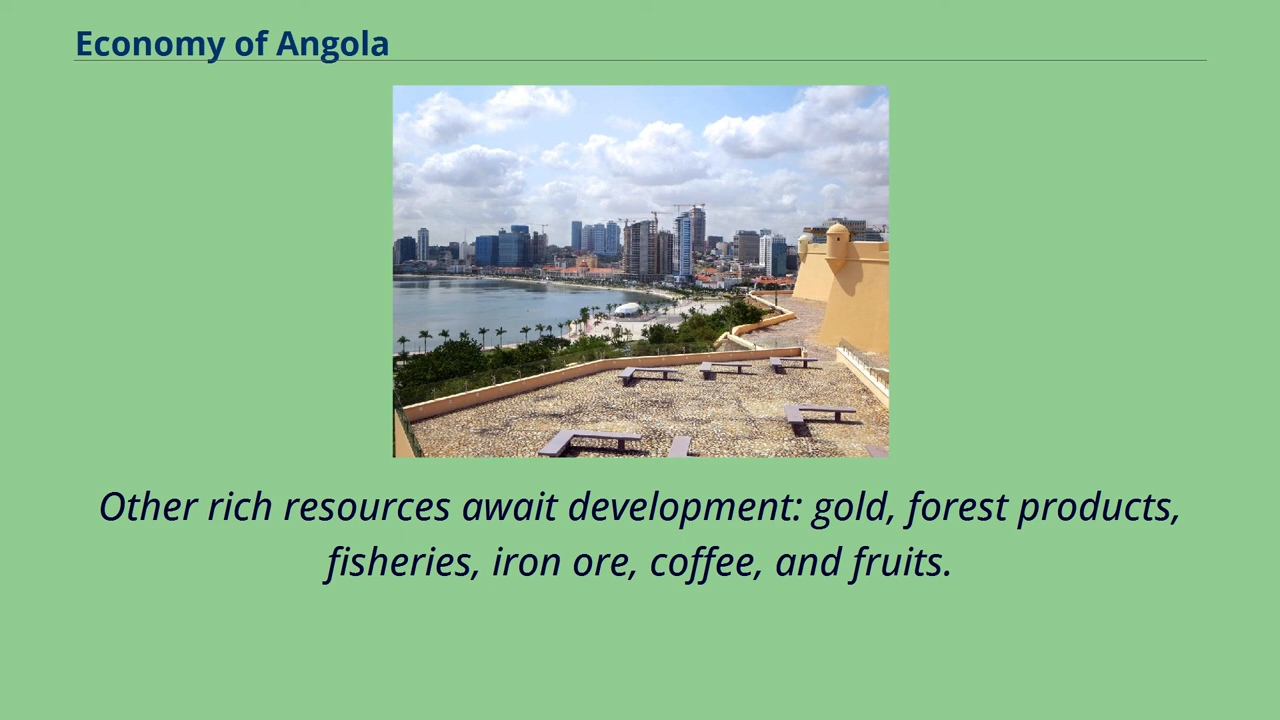 Economy of Angola
Other rich resources await development: gold, forest products,
fisheries, iron ore, coffee, and fruits.